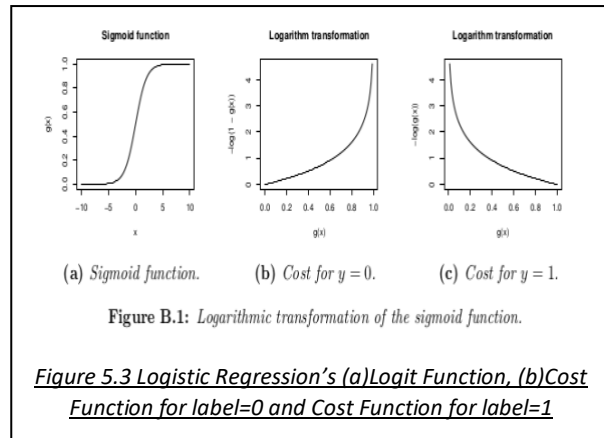 Sigmoid function
g(x)
0.0 0.2 0.4 0.6 0.8 1.0
−10 −5 0 5 10
x
Logarithm transformation
−log(1 − g(x))
0 1 2 3 4
0.0 0.2 0.4 0.6 0.8 1.0
g(x)
Logarithm transformation
−log(g(x))
0 1 2 3 4
0.0 0.2 0.4 0.6 0.8 1.0
g(x)
(a) Sigmoid function.
(b) Cost for y = 0.
(c) Cost for y = 1.
Figure B.1: Logarithmic transformation of the sigmoid function.
Figure 5.3 Logistic Regression’s (a)Logit Function, (b)Cost
Function for label=0 and Cost Function for label=1